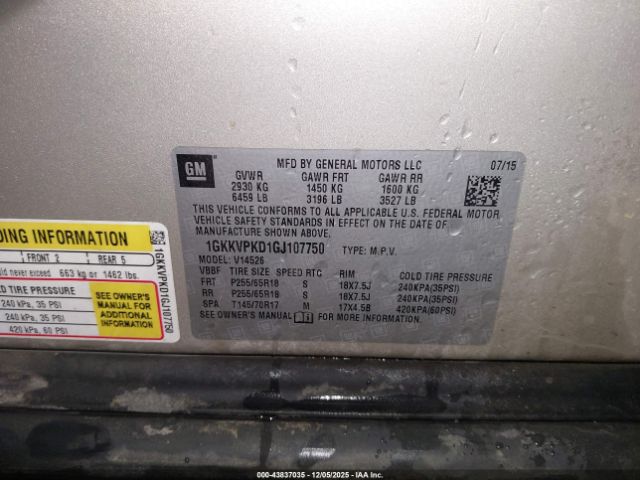 GM
MFD BY GENERAL MOTORS LLC 07/15
GVWR GAWR FRT GAWR RR
2930 KG 1450 KG 1600 KG
6459 LB 3196 LB 3527 LB
THIS VEHICLE CONFORMS TO ALL APPLICABLE U.S. FEDERAL MOTOR
VEHICLE SAFETY STANDARDS IN EFFECT ON THE DATE OF
MANUFACTURE SHOWN ABOVE.
1GKKVPKD1GJ107750 TYPE: M.P.V.
MODEL: V14526
VBBF TIRE SIZE SPEED RTG RIM COLD TIRE PRESSURE
FRT P255/65R18 S 18X7.5J 240KPA(35PSI)
RR P255/65R18 S 18X7.5J 240KPA(35PSI)
SPA T145/70R17 M 17X4.5B 420KPA(60PSI)
SEE OWNER'S MANUAL FOR MORE INFORMATION
DING INFORMATION
FRONT 2 REAR 5
ould never exceed 663 kg or 1462 lbs.
D TIRE PRESSURE
240 kPa, 35 PSI
240 kPa, 35 PSI
420 kPa, 60 PSI
SEE OWNER'S
MANUAL FOR
ADDITIONAL
INFORMATION
1GKKVPKD1GJ107750
000-43837035 - 12/05/2025 - IAAI.COM